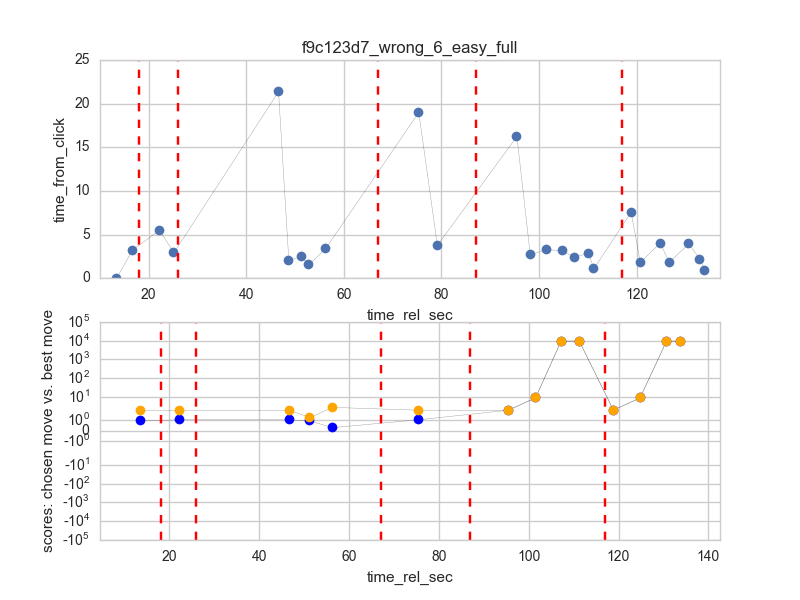 f9c123d7_wrong_6_easy_full
time_from_click
25
20
15
10
5
0
20 40 60 80 100 120
time_rel_sec
scores: chosen move vs. best move
10^5
10^4
10^3
10^2
10^1
10^0
0
-10^0
-10^1
-10^2
-10^3
-10^4
-10^5
20 40 60 80 100 120 140
time_rel_sec